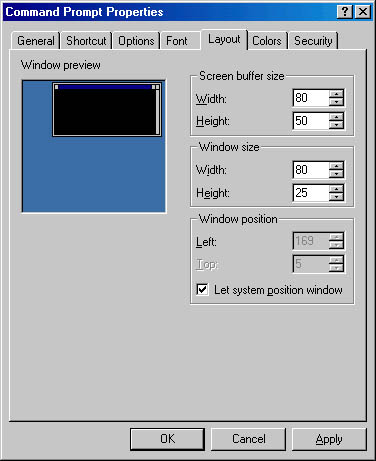 Command Prompt Properties
General Shortcut Options Font Layout Colors Security
Window preview
Screen buffer size
Width: 80
Height: 50
Window size
Width: 80
Height: 25
Window position
Left: 169
Top: 5
Let system position window
OK Cancel Apply